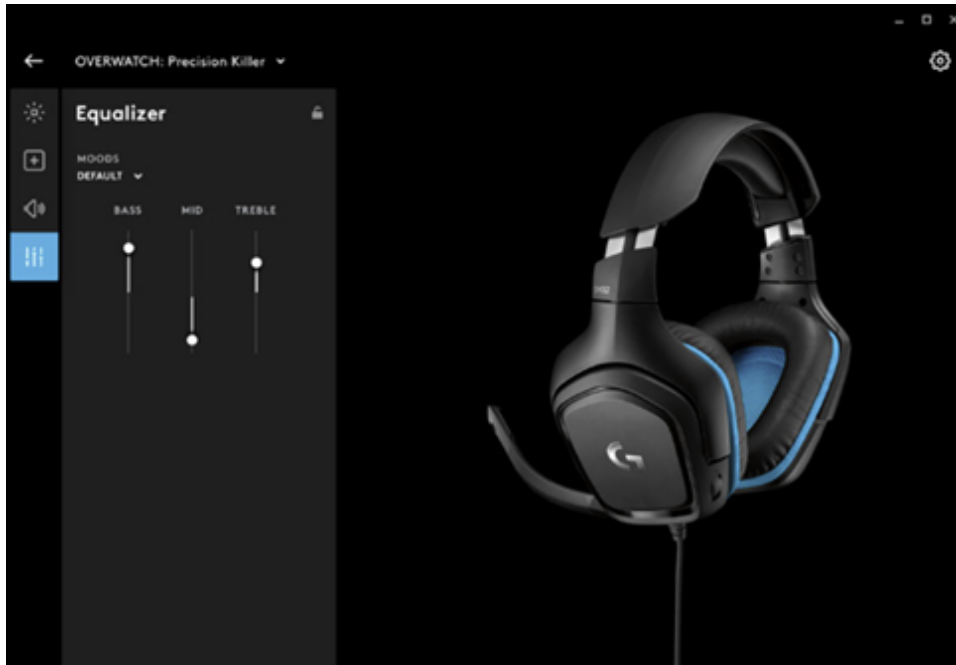 OVERWATCH: Precision Killer
Equalizer
MOODS
DEFAULT
BASS MID TREBLE
G